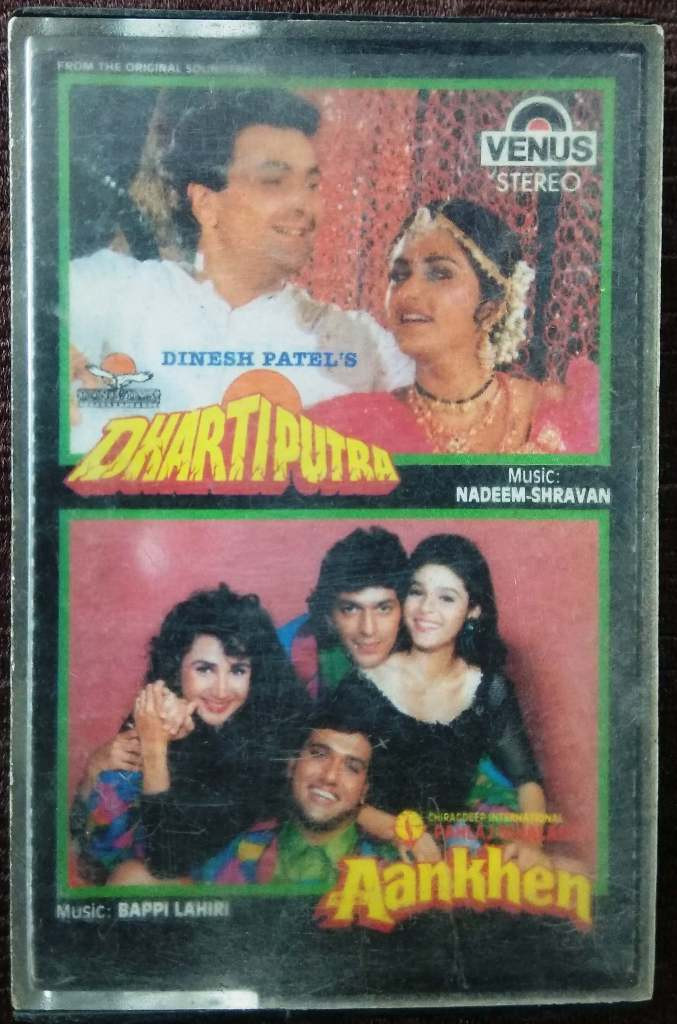 FROM THE ORIGINAL SOUNDTRACK
VENUS
STEREO
DINESH PATEL'S
DHARTIPUTRA
Music:
NADEEM-SHRAVAN
CHIRAGDEEP INTERNATIONAL
Aankhen
Music: BAPPI LAHIRI